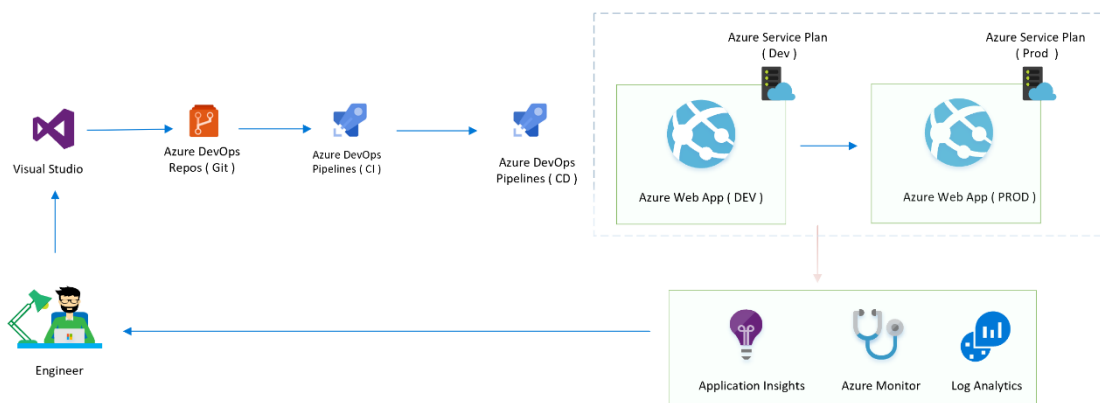 Azure Service Plan
( Dev )
Azure Service Plan
( Prod )
Visual Studio
Azure DevOps
Repos ( Git )
Azure DevOps
Pipelines ( CI )
Azure DevOps
Pipelines ( CD )
Azure Web App ( DEV )
Azure Web App ( PROD )
Engineer
Application Insights
Azure Monitor
Log Analytics